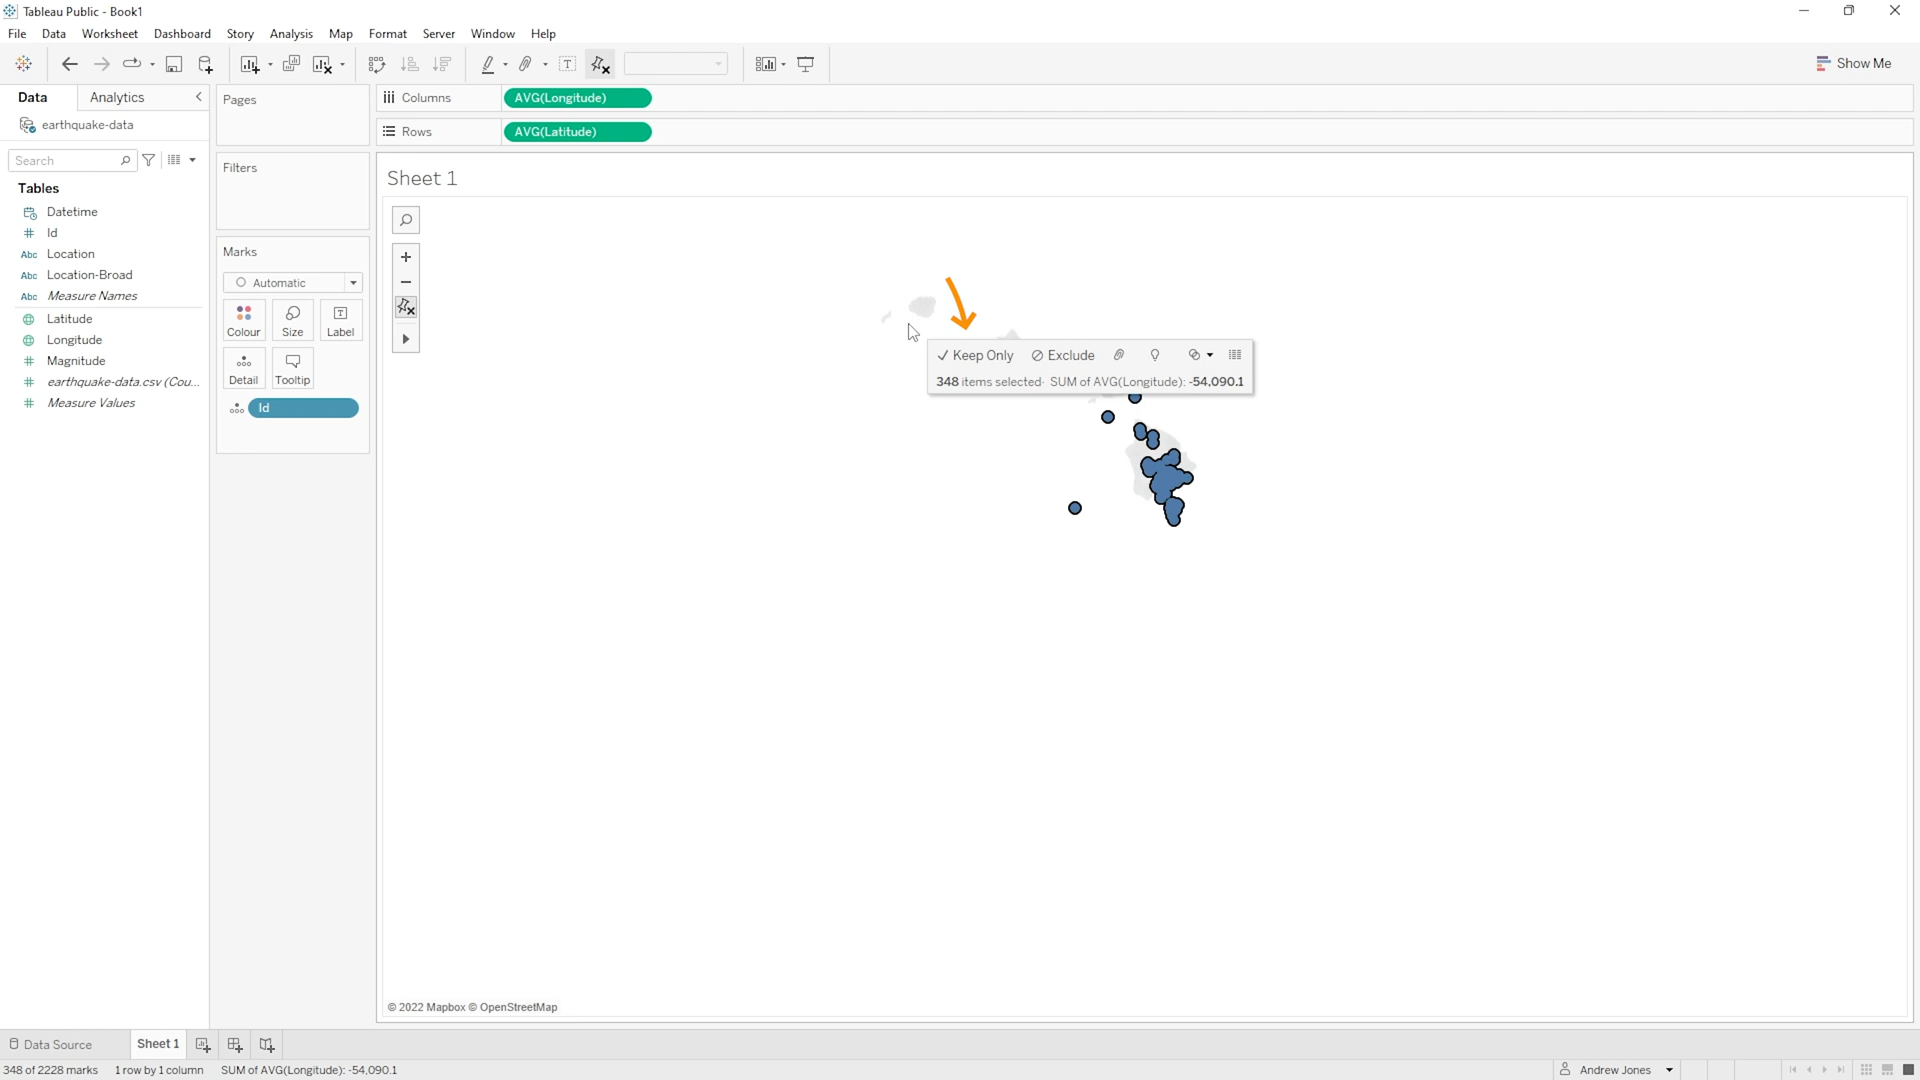 Tableau Public - Book1
File Data Worksheet Dashboard Story Analysis Map Format Server Window Help
Show Me
Data Analytics
earthquake-data
Search
Tables
Datetime
Id
Abc Location
Abc Location-Broad
Abc Measure Names
Latitude
Longitude
Magnitude
earthquake-data.csv (Cou...
Measure Values
Pages
Filters
Marks
Automatic
Colour Size Label
Detail Tooltip
Id
Columns AVG(Longitude)
Rows AVG(Latitude)
Sheet 1
Keep Only Exclude
348 items selected· SUM of AVG(Longitude): -54,090.1
© 2022 Mapbox © OpenStreetMap
Data Source Sheet 1
348 of 2228 marks 1 row by 1 column SUM of AVG(Longitude): -54,090.1
Andrew Jones